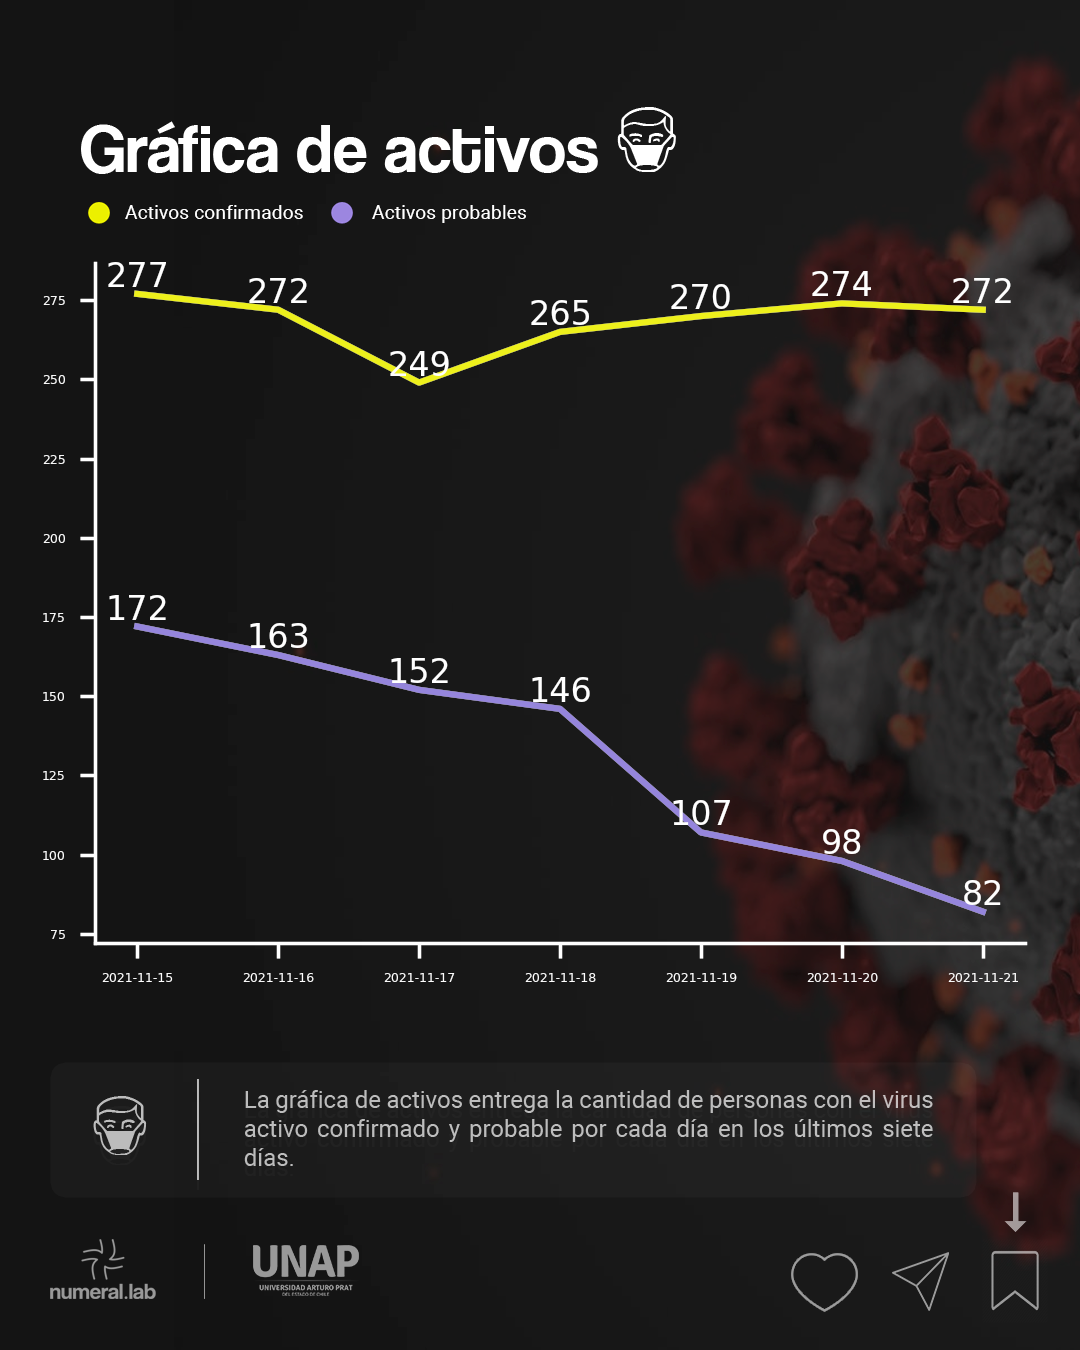 Gráfica de activos
Activos confirmados Activos probables
277 272 249 265 270 274 272
172 163 152 146 107 98 82
275
250
225
200
175
150
125
100
75
2021-11-15 2021-11-16 2021-11-17 2021-11-18 2021-11-19 2021-11-20 2021-11-21
La gráfica de activos entrega la cantidad de personas con el virus
activo confirmado y probable por cada día en los últimos siete
días.
numeral.lab
UNAP
UNIVERSIDAD ARTURO PRAT
DEL ESTADO DE CHILE